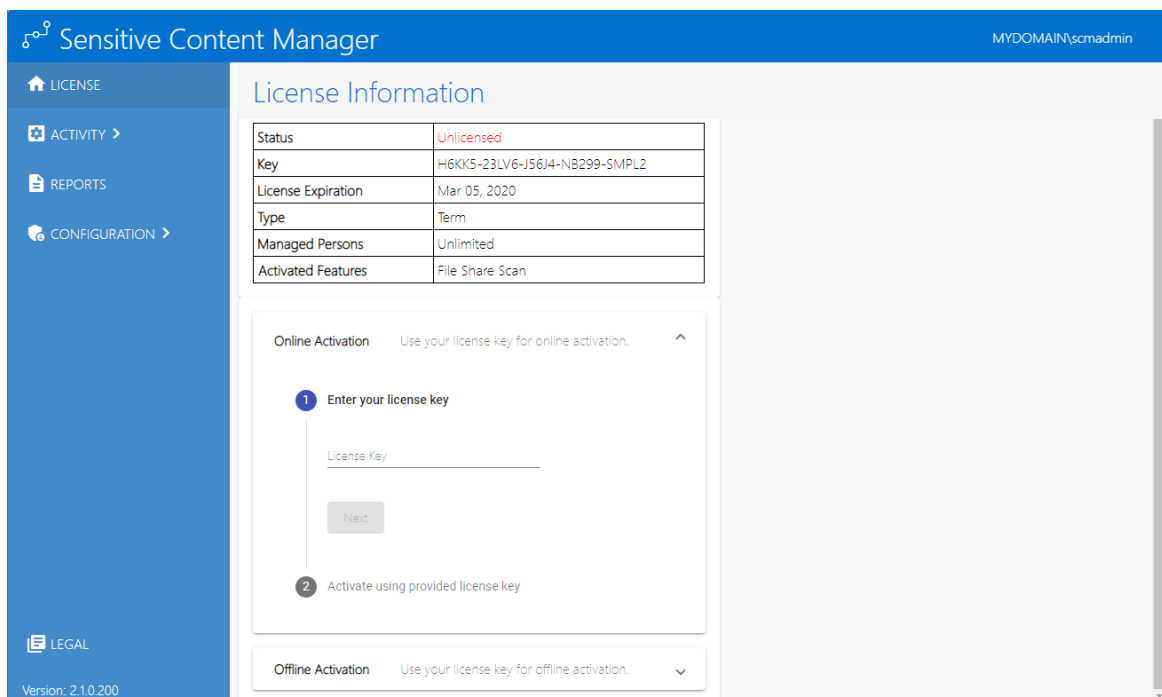 Sensitive Content Manager
MYDOMAIN\scmadmin
LICENSE
ACTIVITY
REPORTS
CONFIGURATION
LEGAL
Version: 2.1.0.200
License Information
Status Unlicensed
Key H6KK5-23LV6-J56J4-NB299-SMPL2
License Expiration Mar 05, 2020
Type Term
Managed Persons Unlimited
Activated Features File Share Scan
Online Activation Use your license key for online activation.
1 Enter your license key
License Key
Next
2 Activate using provided license key
Offline Activation Use your license key for offline activation.